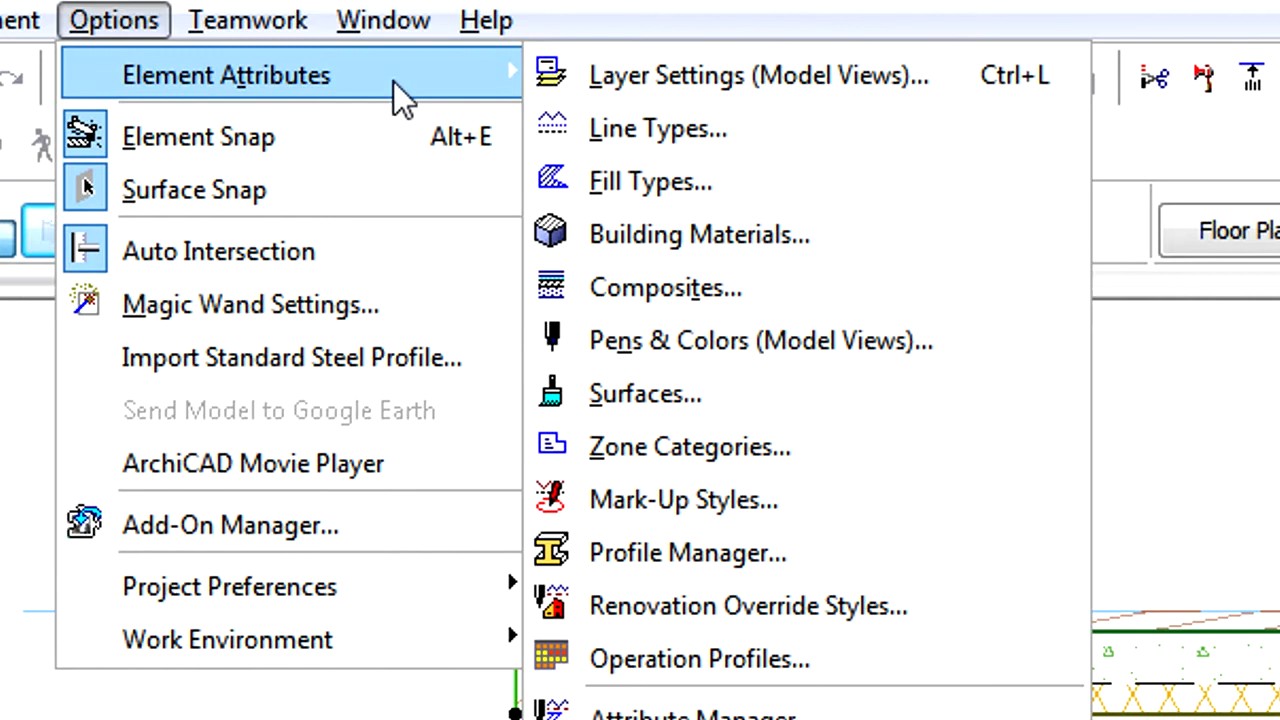 Options Teamwork Window Help
Element Attributes
Element Snap Alt+E
Surface Snap
Auto Intersection
Magic Wand Settings...
Import Standard Steel Profile...
Send Model to Google Earth
ArchiCAD Movie Player
Add-On Manager...
Project Preferences
Work Environment
Layer Settings (Model Views)... Ctrl+L
Line Types...
Fill Types...
Building Materials...
Composites...
Pens & Colors (Model Views)...
Surfaces...
Zone Categories...
Mark-Up Styles...
Profile Manager...
Renovation Override Styles...
Operation Profiles...
Attribute Manager
Floor